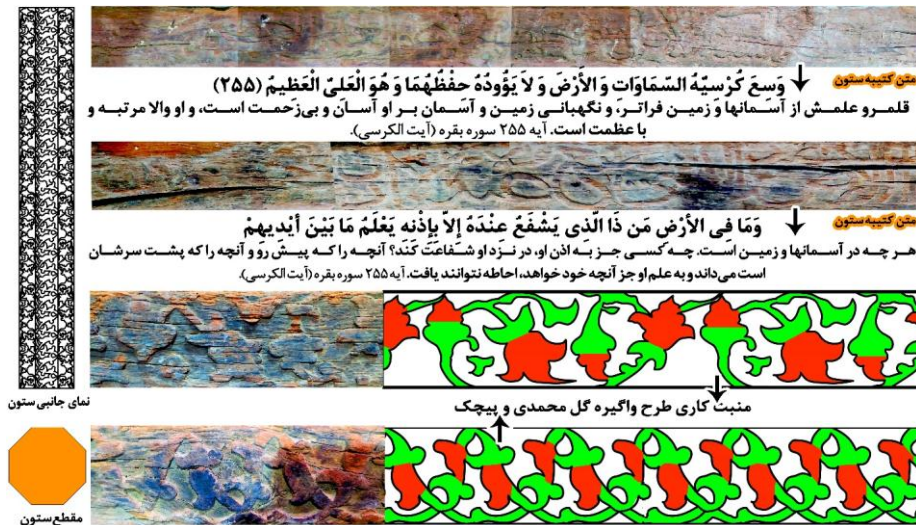 متن کتیبه ستون
وَسِعَ كُرْسِيُّهُ السَّمَاوَات وَ الأَرْضَ وَ لاَ يَؤُودُهُ حِفْظُهُمَا وَ هُوَ الْعَلِيُّ الْعَظِيمُ (۲۵۵)
قلمرو علمش از آسمانها و زمین فراتر، و نگهبانی زمین و آسمان بر او آسان و بی‌زحمت است، و او والا مرتبه و
با عظمت است. آیه ۲۵۵ سوره بقره (آیت الکرسی).
متن کتیبه ستون
وَمَا فِي الأَرْضِ مَن ذَا الَّذِي يَشْفَعُ عِنْدَهُ إِلاَّ بِإِذْنِهِ يَعْلَمُ مَا بَيْنَ أَيْدِيهِمْ
هر چه در آسمانها و زمین است. چه کسی جز به اذن او، در نزد او شفاعت کند؟ آنچه را که پیش رو و آنچه را که پشت سرشان
است می‌داند و به علم او جز آنچه خود خواهد، احاطه نتوانند یافت. آیه ۲۵۵ سوره بقره (آیت الکرسی).
نمای جانبی ستون
منبت کاری طرح واگیره گل محمدی و پیچک
مقطع ستون